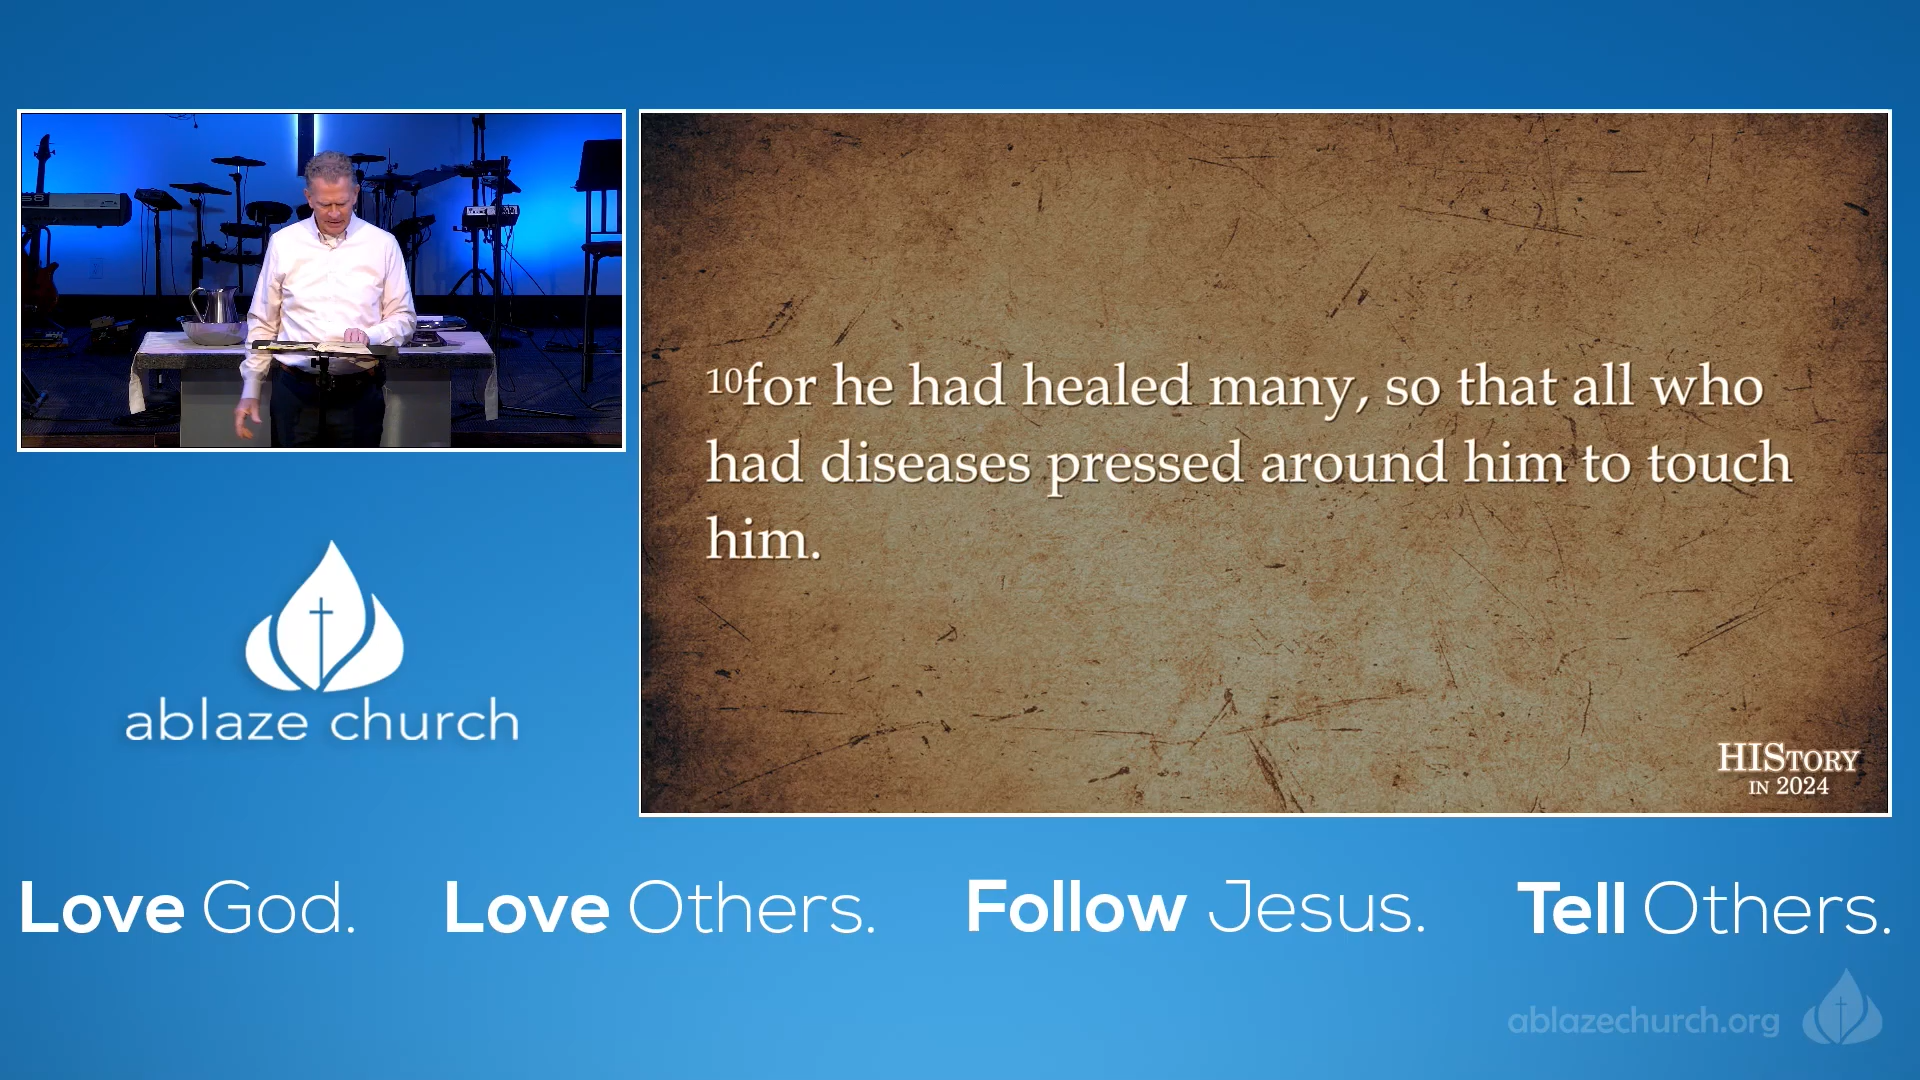 ¹⁰for he had healed many, so that all who
had diseases pressed around him to touch
him.
HIStory
in 2024
ablaze church
Love God. Love Others. Follow Jesus. Tell Others.
ablazechurch.org